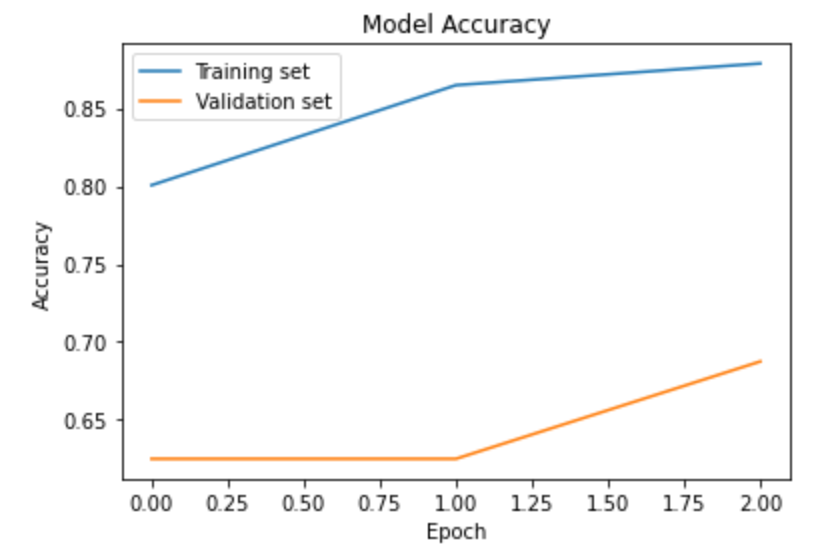 Model Accuracy
Training set
Validation set
0.85
0.80
0.75
0.70
0.65
Accuracy
0.00 0.25 0.50 0.75 1.00 1.25 1.50 1.75 2.00
Epoch